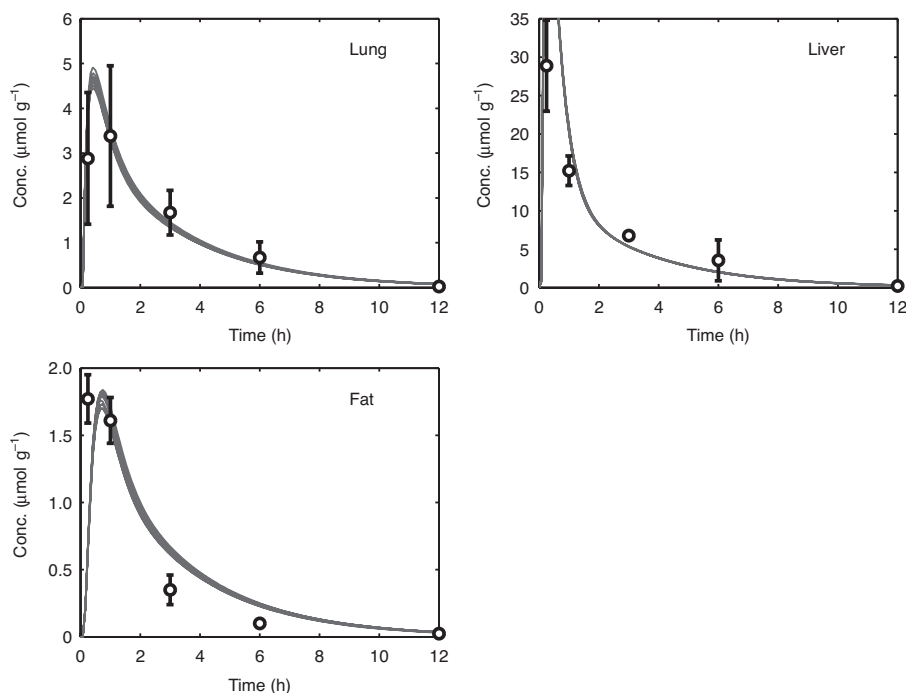 Lung
Conc. (μmol g⁻¹)
6
5
4
3
2
1
0
0 2 4 6 8 10 12
Time (h)
Liver
Conc. (μmol g⁻¹)
35
30
25
20
15
10
5
0
0 2 4 6 8 10 12
Time (h)
Fat
Conc. (μmol g⁻¹)
2.0
1.5
1.0
0.5
0
0 2 4 6 8 10 12
Time (h)